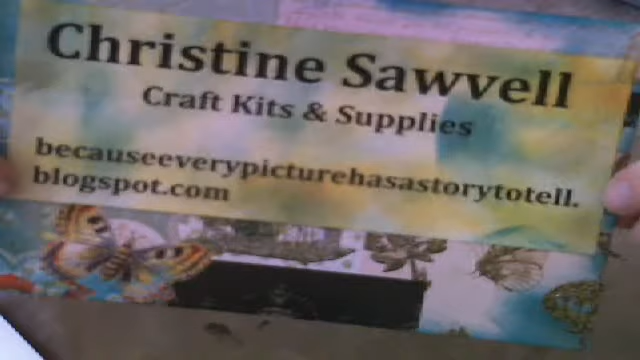 Christine Sawvell
Craft Kits & Supplies
becauseeverypicturehasastorytotell.
blogspot.com